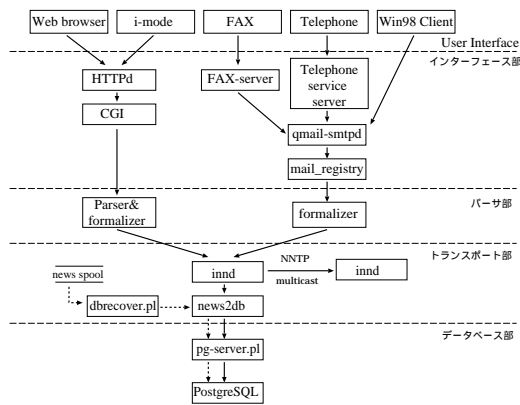 Web browser
i-mode
FAX
Telephone
Win98 Client
User Interface
インターフェース部
HTTPd
FAX-server
Telephone
service
server
CGI
qmail-smtpd
mail_registry
パーサ部
Parser&
formalizer
formalizer
トランスポート部
news spool
innd
NNTP
multicast
innd
dbrecover.pl
news2db
データベース部
pg-server.pl
PostgreSQL